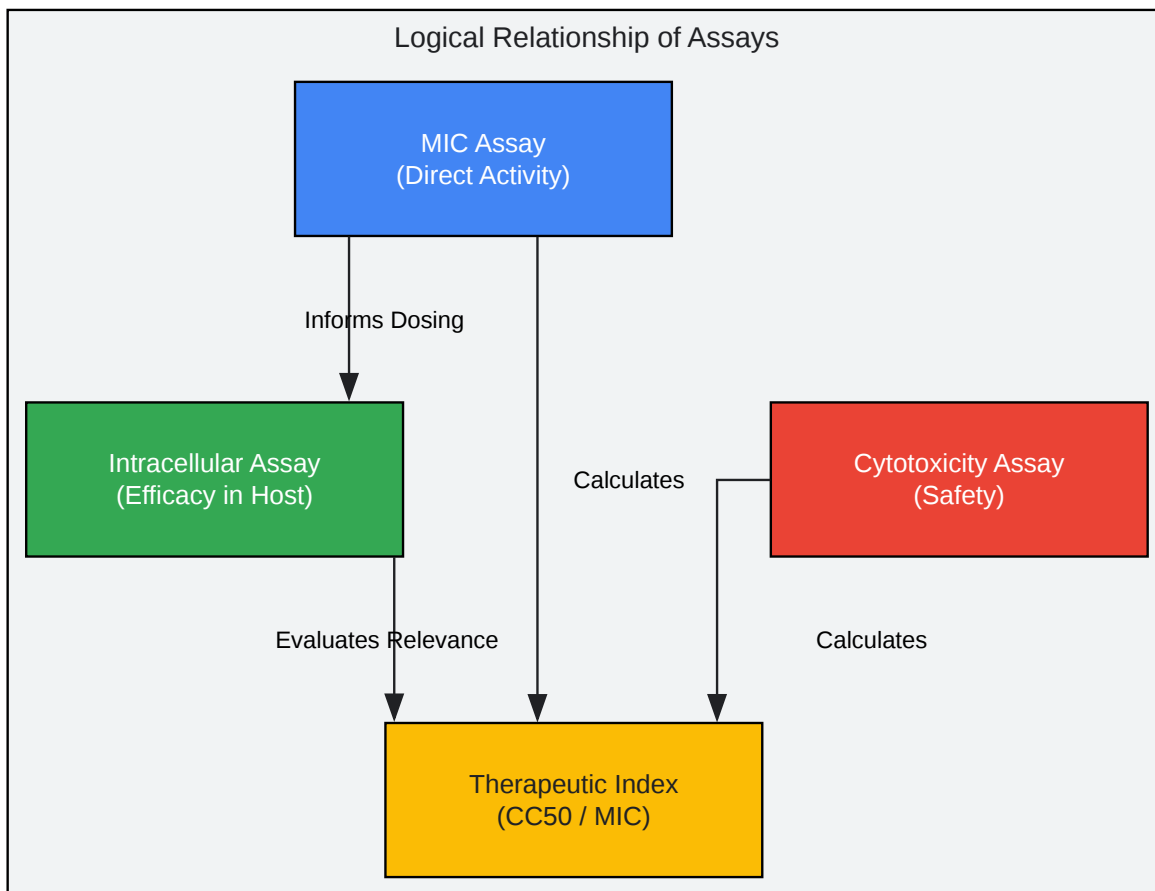 Logical Relationship of Assays
MIC Assay
(Direct Activity)
Informs Dosing
Intracellular Assay
(Efficacy in Host)
Calculates
Cytotoxicity Assay
(Safety)
Evaluates Relevance
Calculates
Therapeutic Index
(CC50 / MIC)